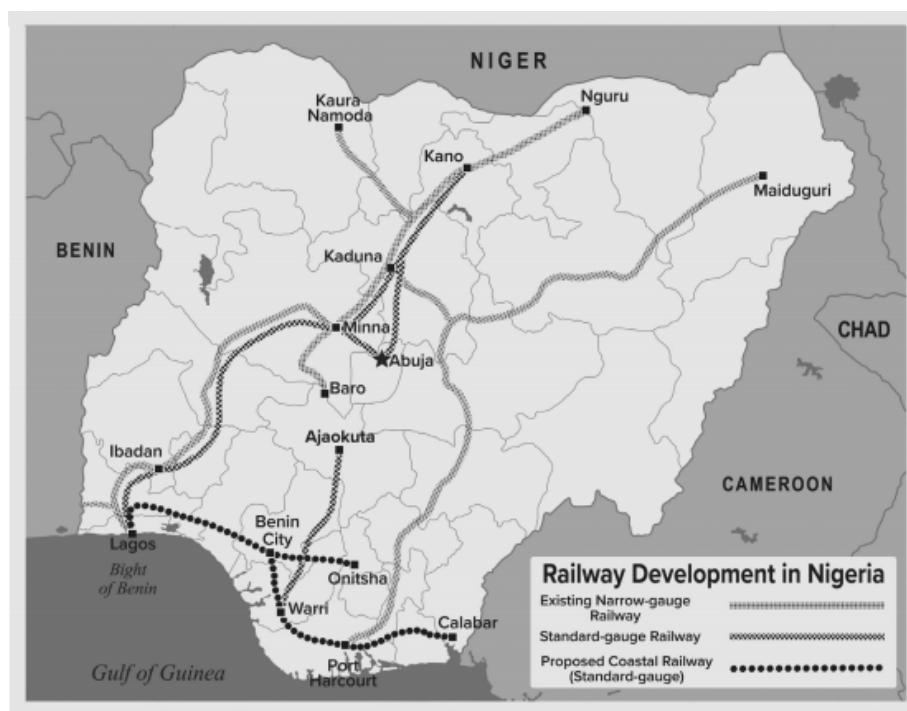 NIGER
Kaura
Namoda
Nguru
Kano
Maiduguri
BENIN
Kaduna
Minna
CHAD
Abuja
Baro
Ajaokuta
Ibadan
CAMEROON
Benin
City
Lagos
Onitsha
Bight
of Benin
Warri
Calabar
Port
Harcourt
Gulf of Guinea
Railway Development in Nigeria
Existing Narrow-gauge
Railway
Standard-gauge Railway
Proposed Coastal Railway
(Standard-gauge)